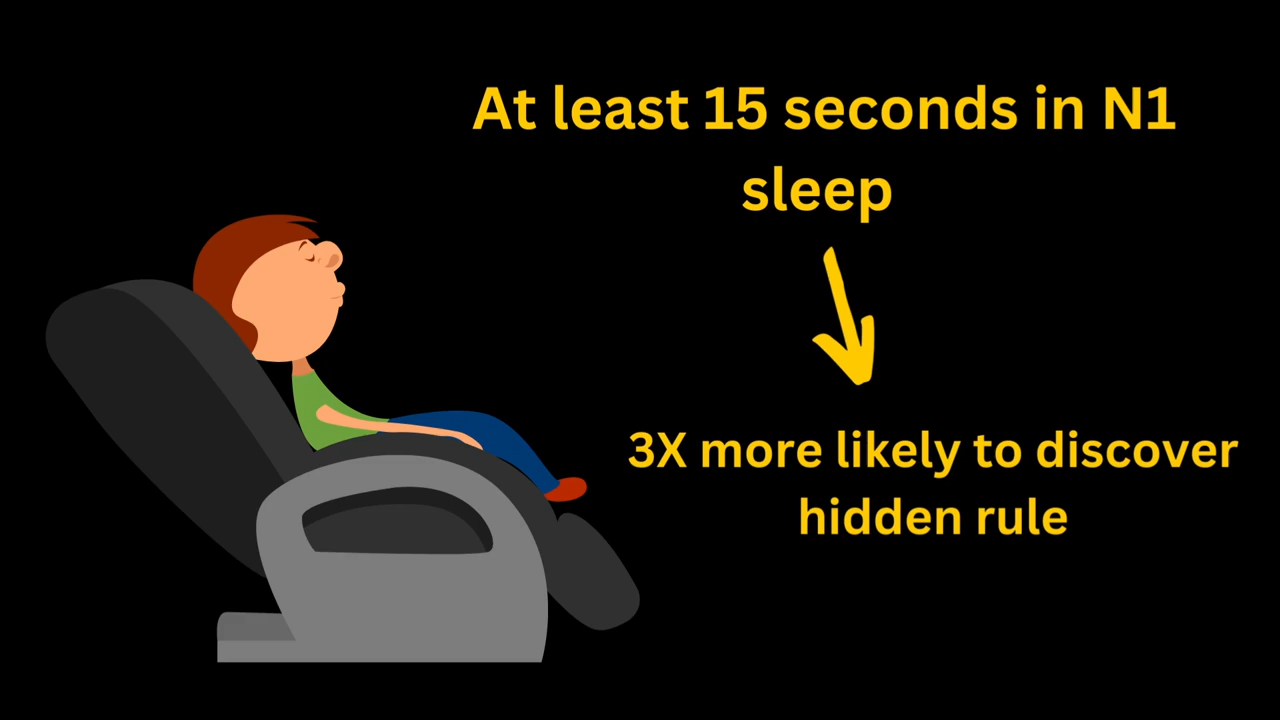 At least 15 seconds in N1
sleep
3X more likely to discover
hidden rule